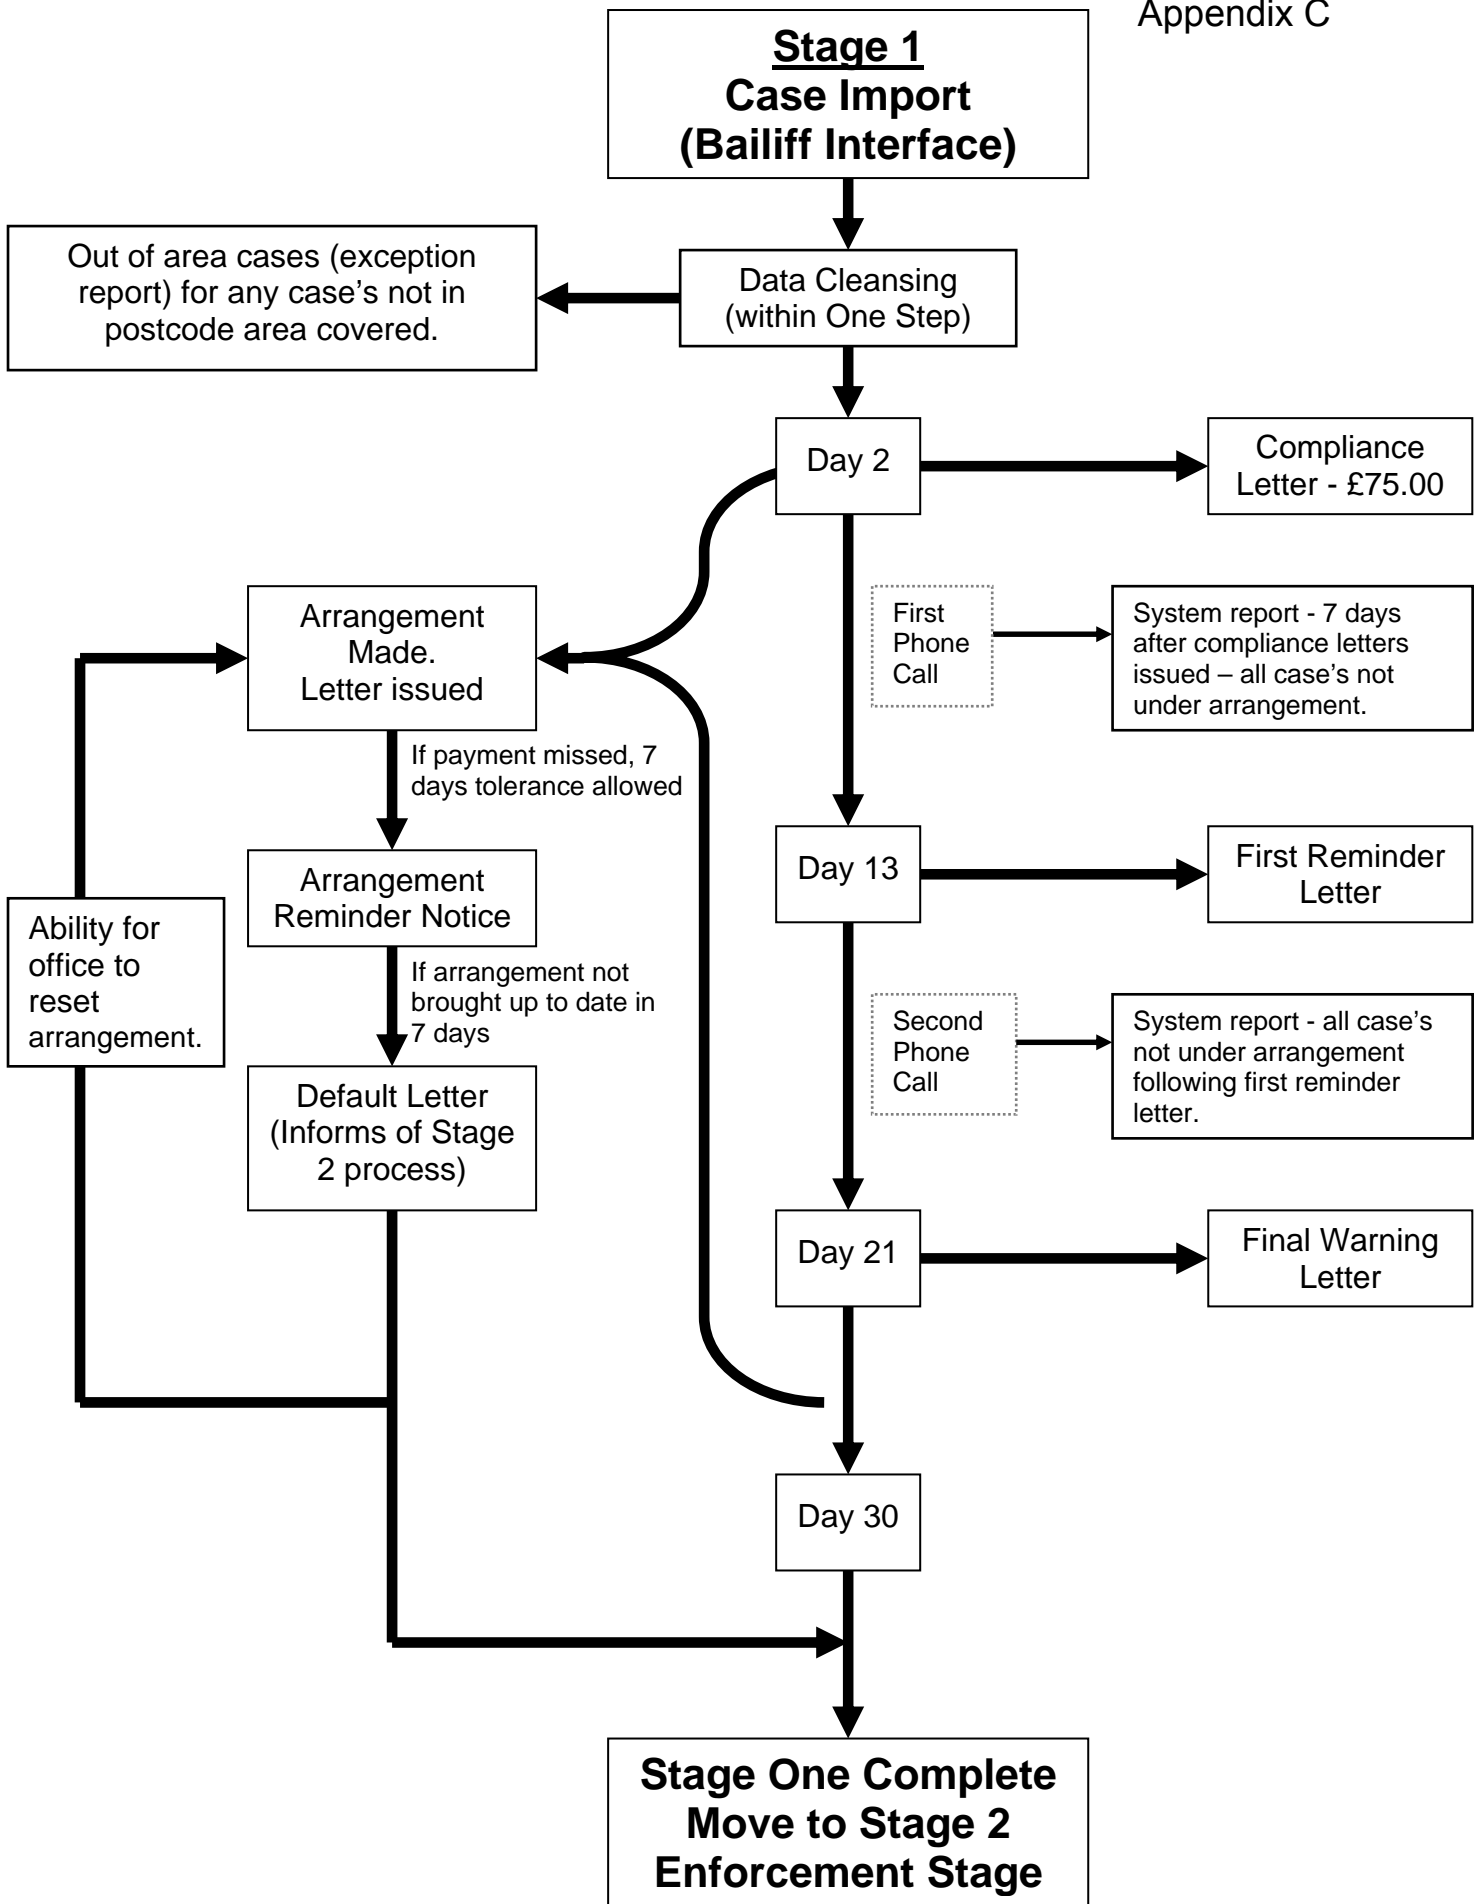 Appendix C
Stage 1
Case Import
(Bailiff Interface)
Out of area cases (exception
report) for any case’s not in
postcode area covered.
Data Cleansing
(within One Step)
Day 2
Compliance
Letter - £75.00
Arrangement
Made.
Letter issued
First
Phone
Call
System report - 7 days
after compliance letters
issued – all case’s not
under arrangement.
If payment missed, 7
days tolerance allowed
Day 13
First Reminder
Letter
Arrangement
Reminder Notice
Ability for
office to
reset
arrangement.
If arrangement not
brought up to date in
7 days
Second
Phone
Call
System report - all case’s
not under arrangement
following first reminder
letter.
Default Letter
(Informs of Stage
2 process)
Day 21
Final Warning
Letter
Day 30
Stage One Complete
Move to Stage 2
Enforcement Stage